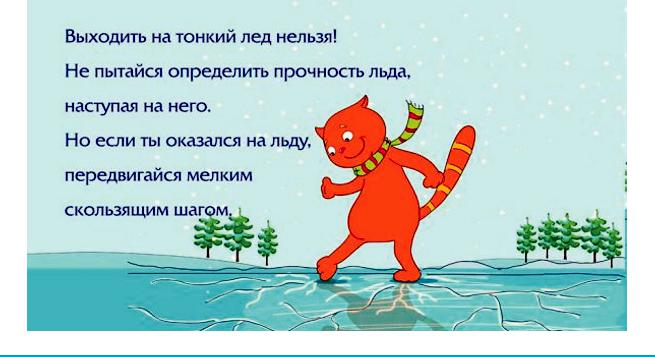 Выходить на тонкий лед нельзя!
Не пытайся определить прочность льда,
наступая на него.
Но если ты оказался на льду,
передвигайся мелким
скользящим шагом.